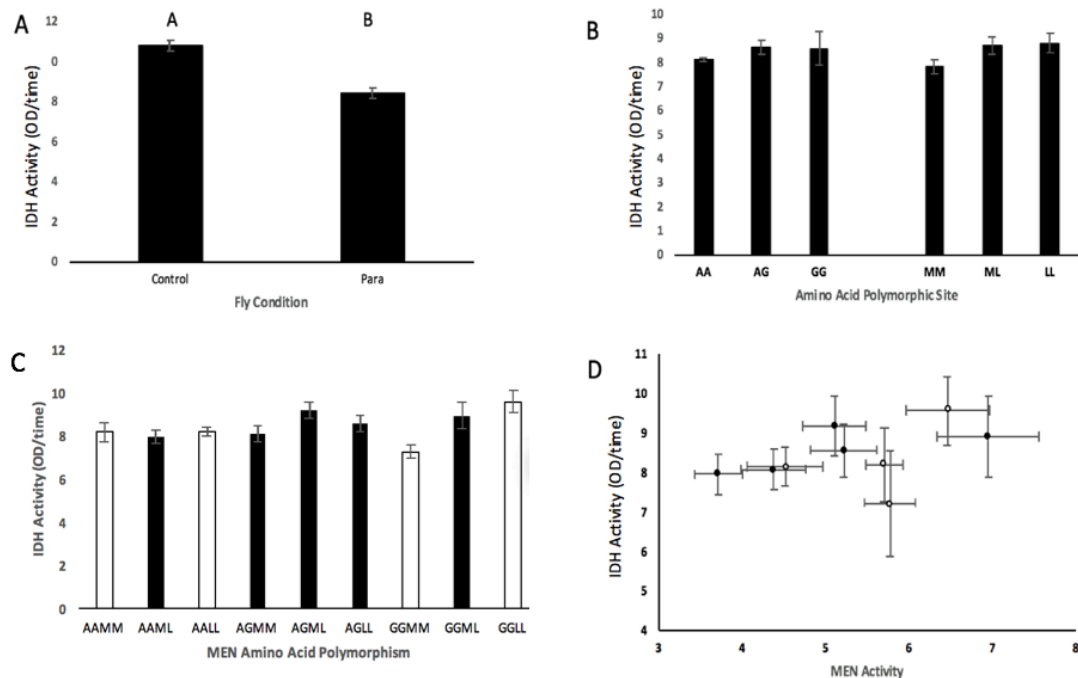 A
12
0
8
6
4
2
0
IDH Activity (OD/time)
A
B
Control
Para
Fly Condition
B
10
9
8
7
6
5
4
3
2
1
0
IDH Activity (OD/time)
AA
AG
GG
MM
ML
LL
Amino Acid Polymorphic Site
C
12
10
8
6
4
2
0
IDH Activity (OD/time)
AAMM
AAML
AALL
AGMM
AGML
AGLL
GGMM
GGML
GGLL
MEN Amino Acid Polymorphism
D
11
10
9
8
7
6
5
4
IDH Activity (OD/time)
3
4
5
6
7
8
MEN Activity